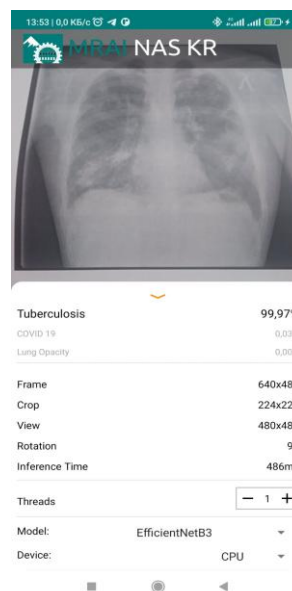 13:53 | 0,0 КБ/с
MRAI NAS KR
Tuberculosis 99,97%
COVID 19 0,03
Lung Opacity 0,00
Frame 640x48
Crop 224x22
View 480x48
Rotation 9
Inference Time 486m
Threads − 1 +
Model: EfficientNetB3
Device: CPU